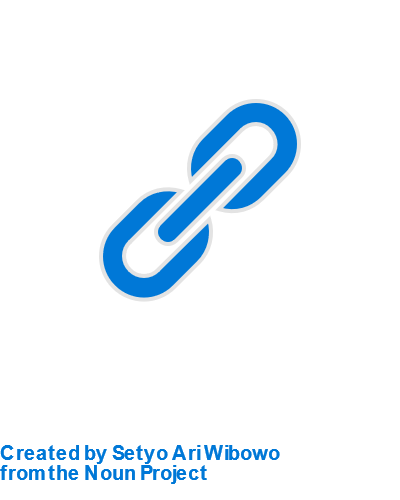 Created by Setyo Ari Wibowo
from the Noun Project